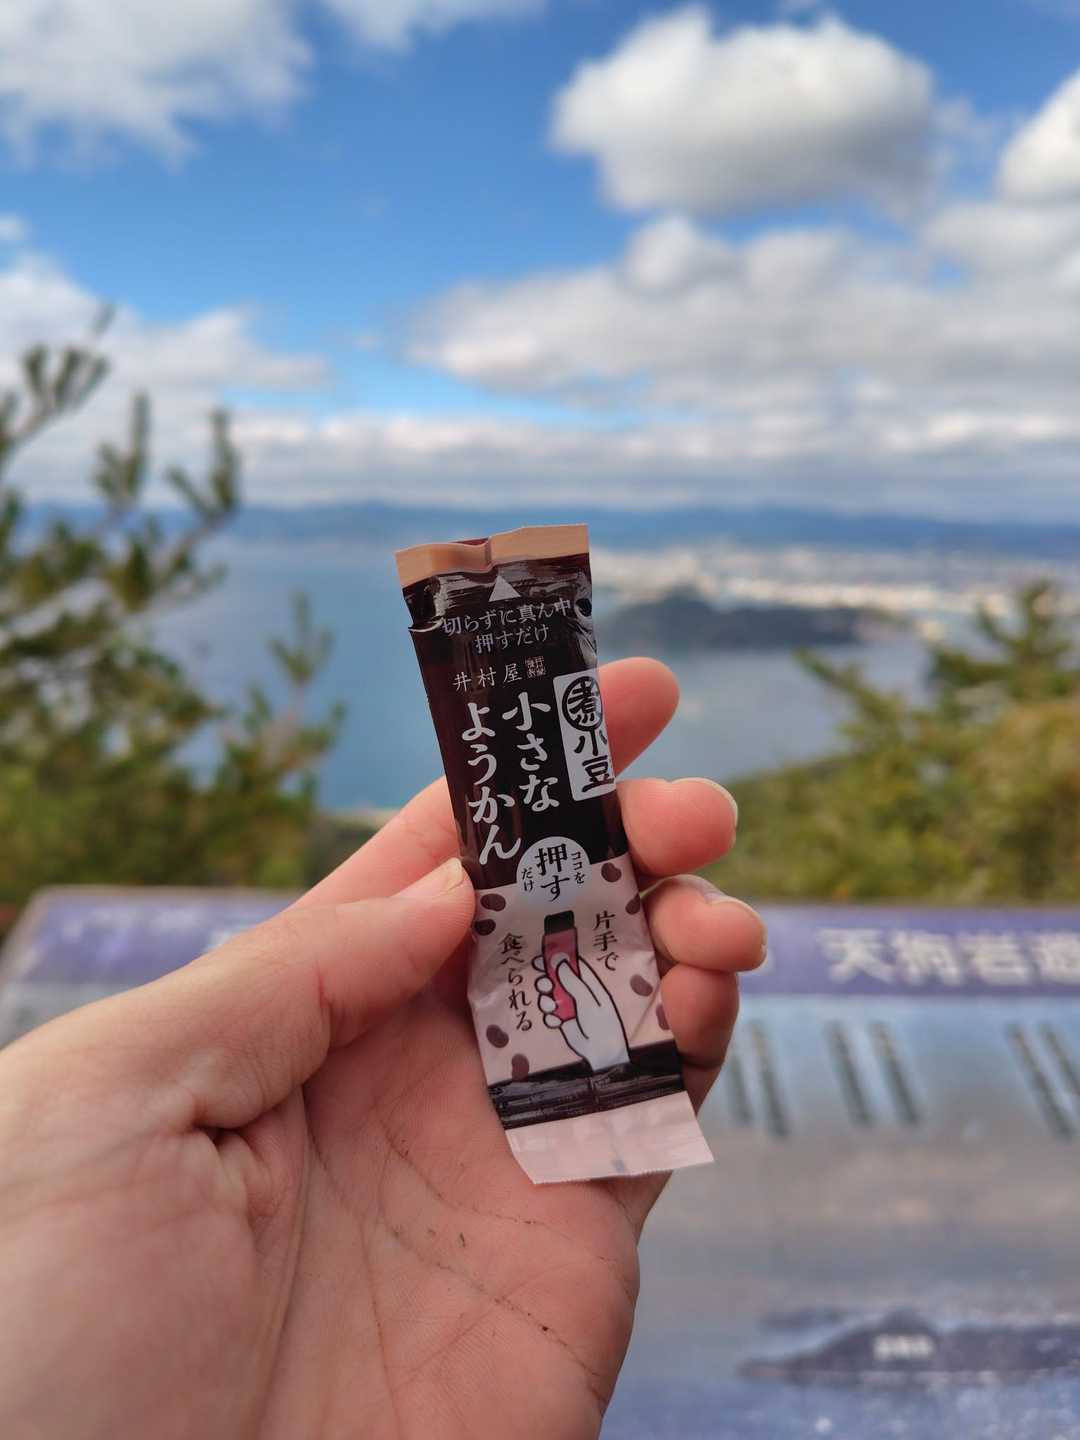 切らずに真ん中
押すだけ
井村屋
煮小豆
小さな
ようかん
ココを
押す
だけ
片手で
食べられる
天狗岩遊